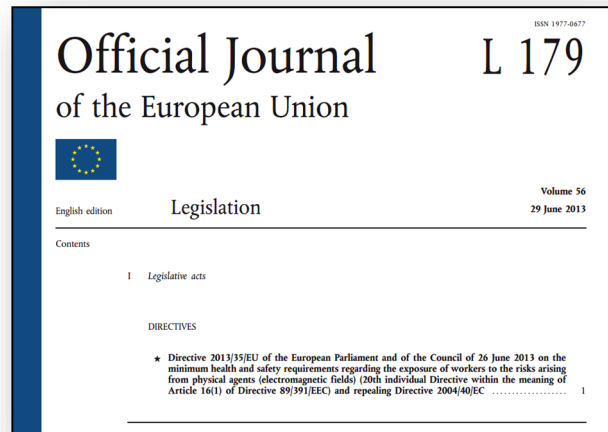 ISSN 1977-0677
Official Journal
L 179
of the European Union
Volume 56
English edition
Legislation
29 June 2013
Contents
I Legislative acts
DIRECTIVES
★ Directive 2013/35/EU of the European Parliament and of the Council of 26 June 2013 on the
minimum health and safety requirements regarding the exposure of workers to the risks arising
from physical agents (electromagnetic fields) (20th individual Directive within the meaning of
Article 16(1) of Directive 89/391/EEC) and repealing Directive 2004/40/EC .................. 1